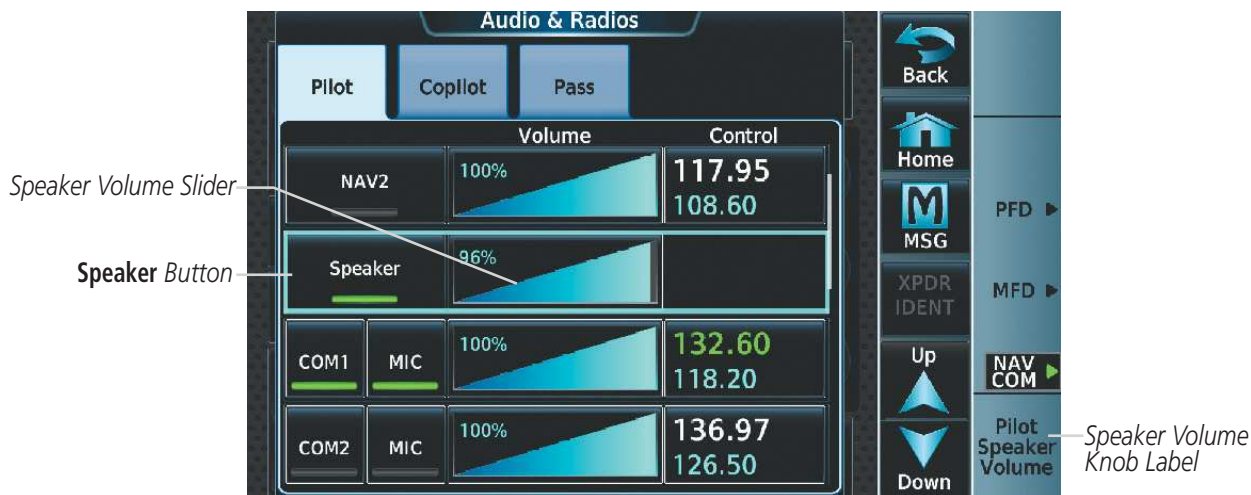 Audio & Radios
Pilot
Copilot
Pass
Volume
Control
NAV2
100%
117.95
108.60
Speaker
96%
COM1
MIC
100%
132.60
118.20
COM2
MIC
100%
136.97
126.50
Back
Home
MSG
XPDR
IDENT
Up
Down
PFD
MFD
NAV
COM
Pilot
Speaker
Volume
Speaker Volume Slider
Speaker Button
Speaker Volume
Knob Label